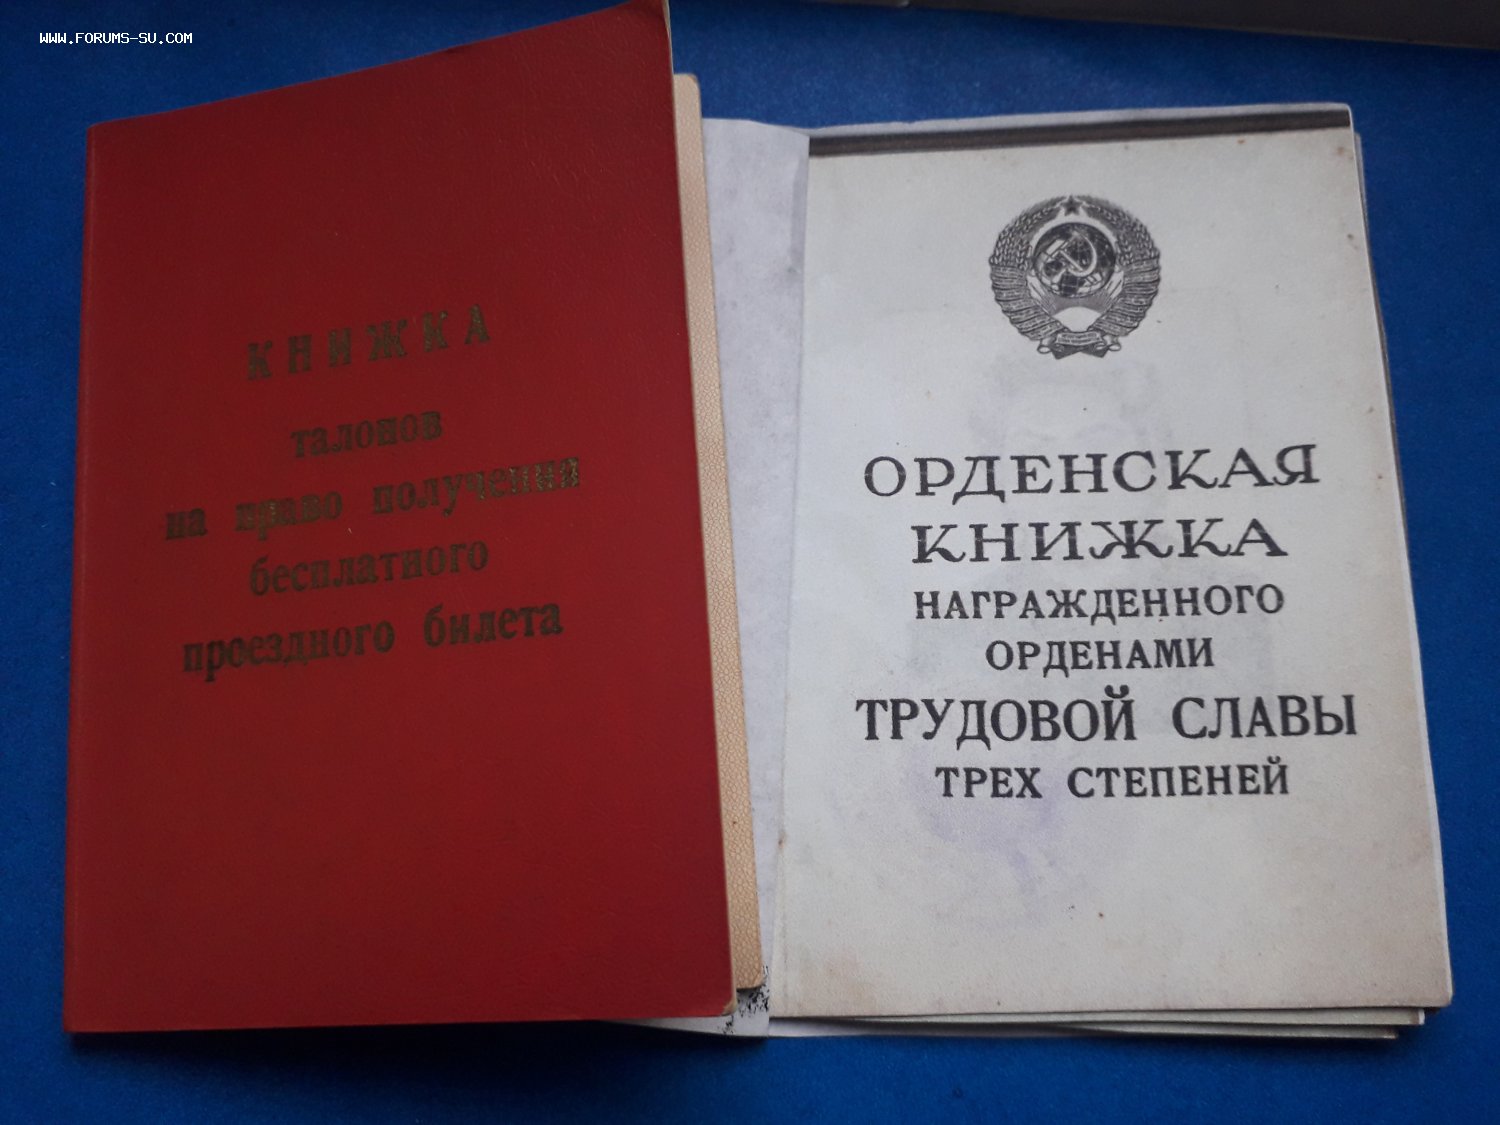 WWW.FORUMS-SU.COM
КНИЖКА
талонов
на право получения
бесплатного
проездного билета
ОРДЕНСКАЯ
КНИЖКА
НАГРАЖДЕННОГО
ОРДЕНАМИ
ТРУДОВОЙ СЛАВЫ
ТРЕХ СТЕПЕНЕЙ